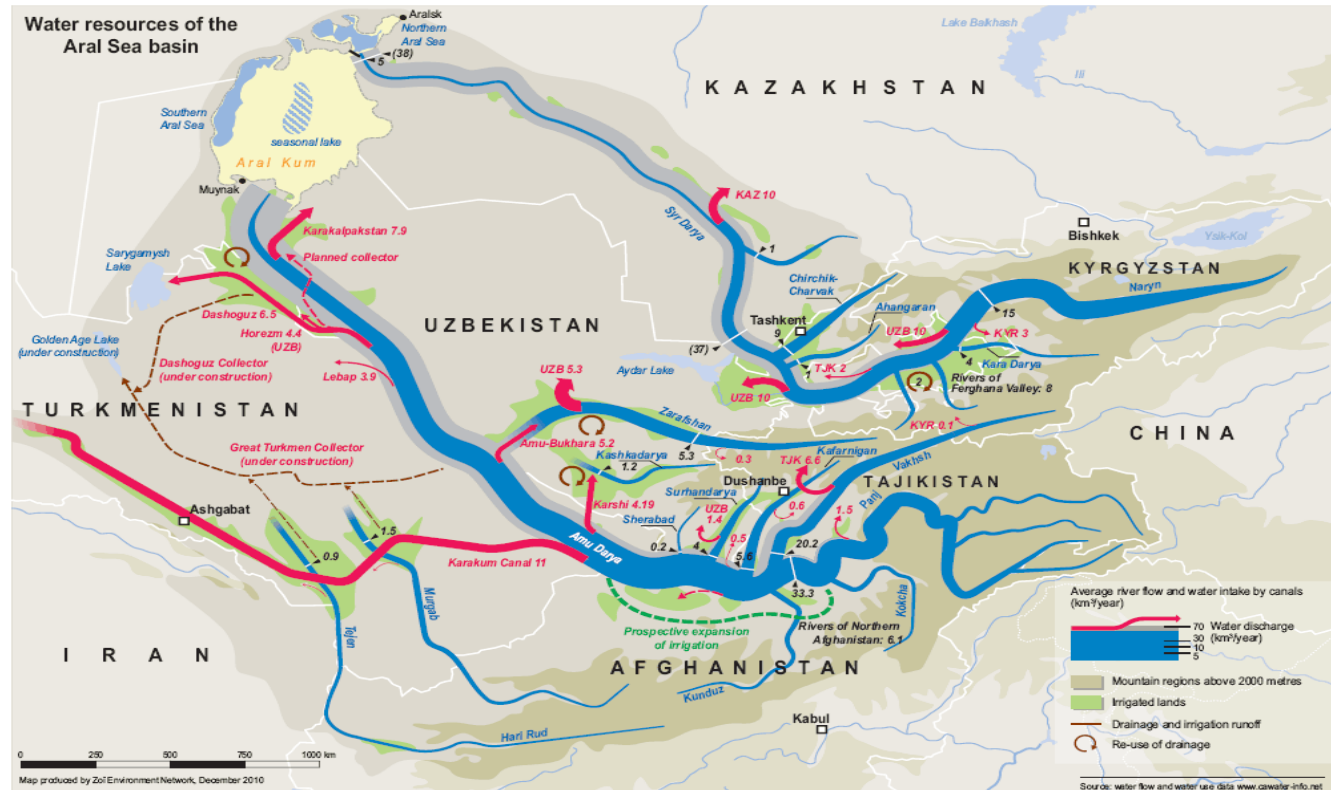 Water resources of the
Aral Sea basin
Aralsk
Northern
Aral Sea
(38)
5
Lake Balkhash
Ili
KAZAKHSTAN
Southern
Aral Sea
seasonal lake
Aral Kum
Muynak
KAZ 10
Syr Darya
1
Bishkek
Ysik-Kol
Karakalpakstan 7.9
Planned collector
Sarygamysh
Lake
Chirchik-
Charvak
KYRGYZSTAN
Naryn
Ahangaran
Dashoguz 6.5
Horezm 4.4
(UZB)
UZBEKISTAN
Tashkent
9
UZB 10
15
KYR 3
Golden Age Lake
(under construction)
(37)
1
TJK 2
4
Kara Darya
Dashoguz Collector
(under construction)
Lebap 3.9
UZB 5.3
Aydar Lake
UZB 10
2
Rivers of
Ferghana Valley: 8
TURKMENISTAN
Zarafshan
KYR 0.1
CHINA
Great Turkmen Collector
(under construction)
Amu-Bukhara 5.2
5.3
0.3
Kafarnigan
Kashkadarya
1.2
TJK 6.6
Vakhsh
Dushanbe
TAJIKISTAN
Surhandarya
Panj
Ashgabat
Karshi 4.19
Sherabad
UZB
1.4
0.6
1.5
1.5
0.5
Amu Darya
0.2
4
5.6
20.2
0.9
Karakum Canal 11
33.3
Murgab
Kokcha
Tejen
Prospective expansion
of irrigation
Rivers of Northern
Afghanistan: 6.1
IRAN
AFGHANISTAN
Kunduz
Kabul
Hari Rud
Average river flow and water intake by canals
(km³/year)
70 Water discharge
30 (km³/year)
10
5
Mountain regions above 2000 metres
Irrigated lands
Drainage and irrigation runoff
Re-use of drainage
0 250 500 750 1000 km
Map produced by Zoï Environment Network, December 2010
Source: water flow and water use data www.cawater-info.net